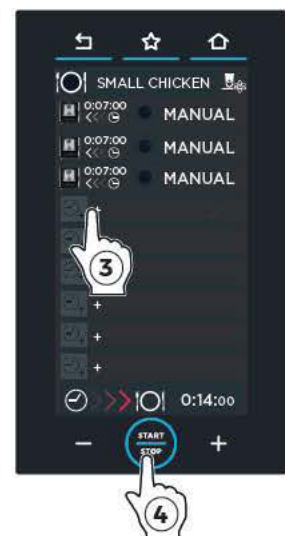 SMALL CHICKEN
0:07:00 MANUAL
0:07:00 MANUAL
0:07:00 MANUAL
+
3
+
+
0:14:00
− START STOP +
4